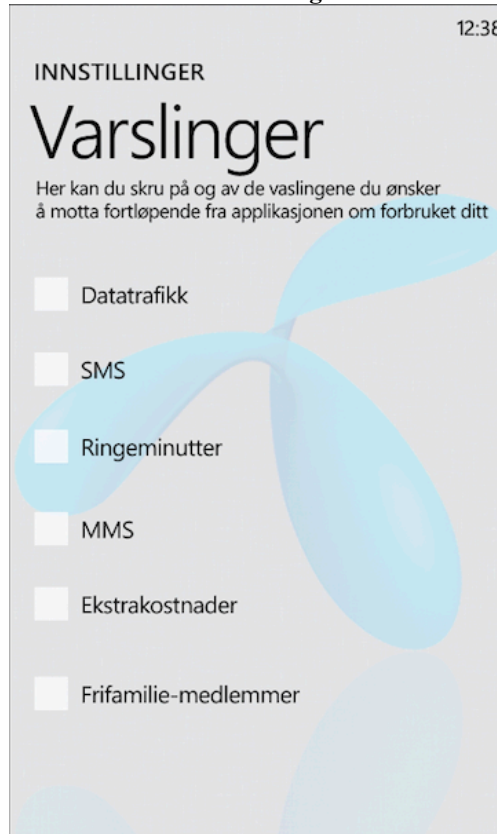 12:38
INNSTILLINGER
Varslinger
Her kan du skru på og av de vaslingene du ønsker
å motta fortløpende fra applikasjonen om forbruket ditt
Datatrafikk
SMS
Ringeminutter
MMS
Ekstrakostnader
Frifamilie-medlemmer